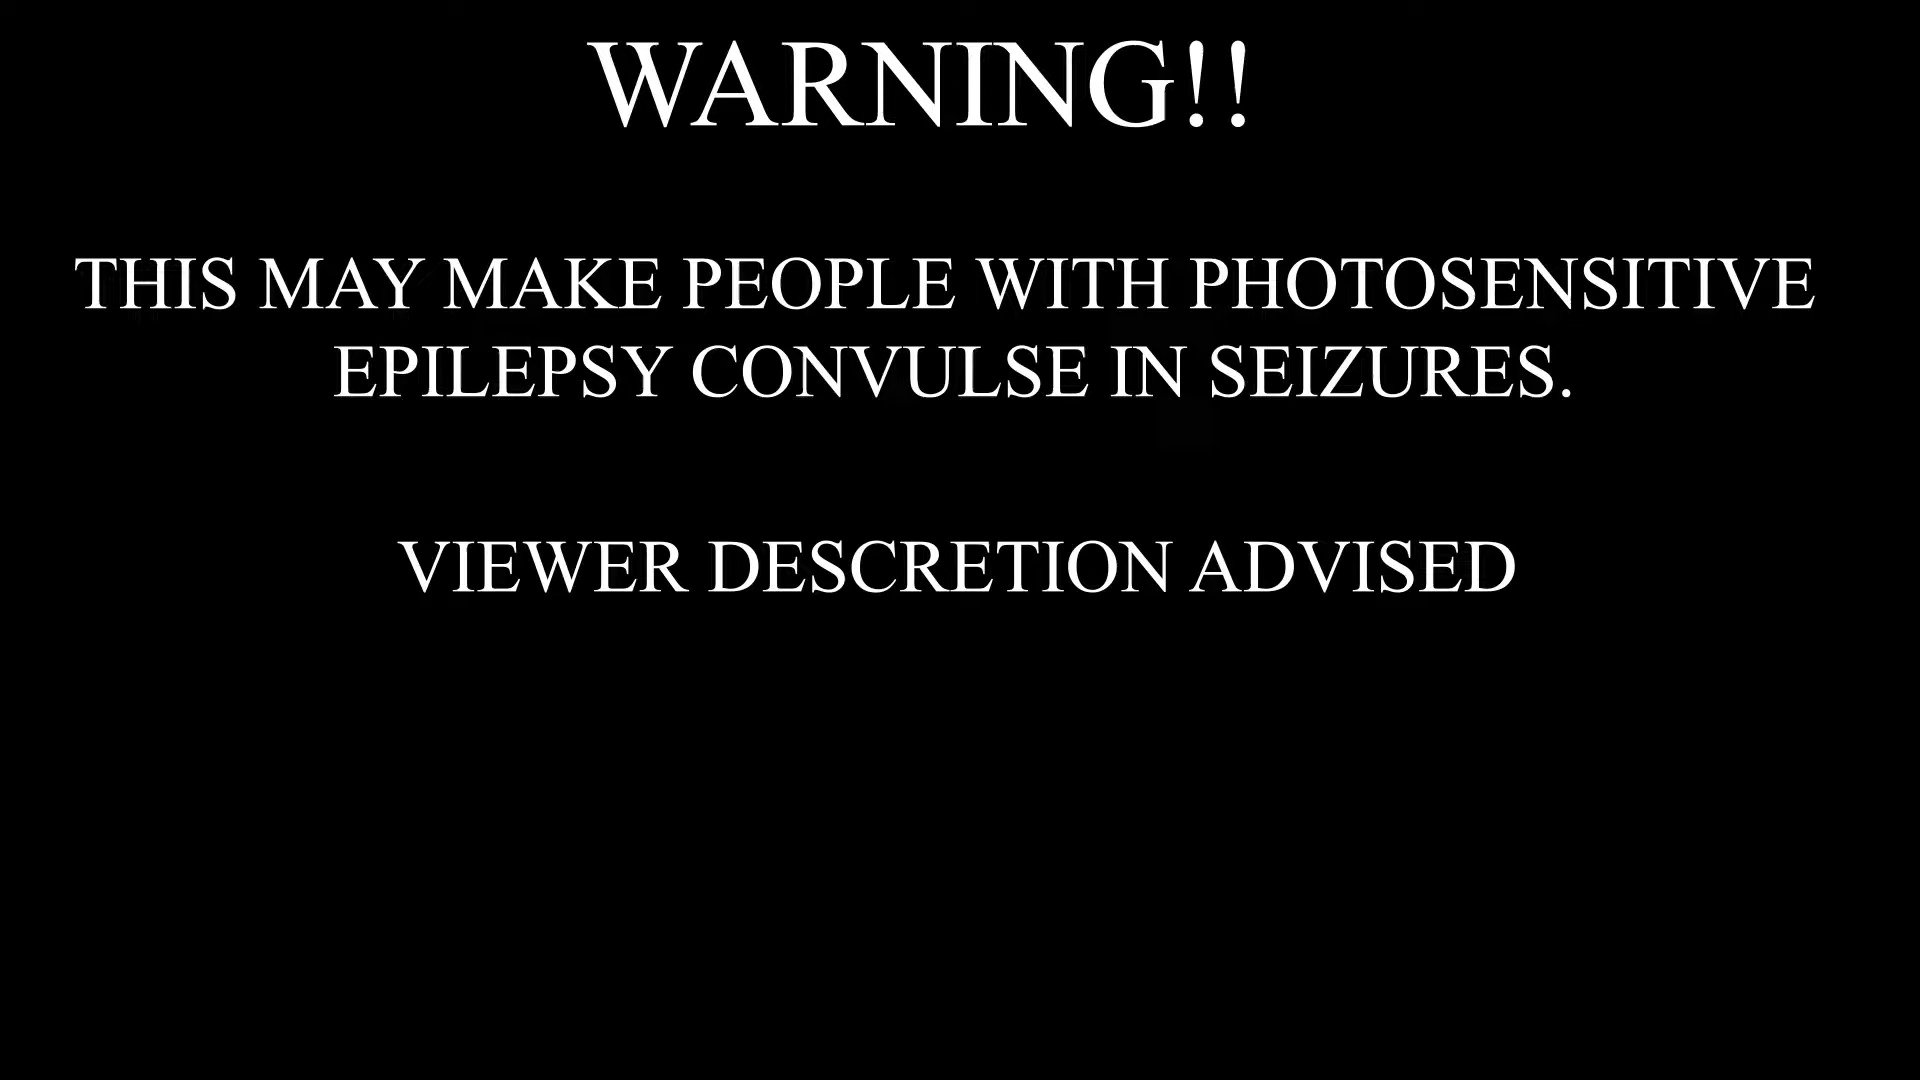 WARNING!!
THIS MAY MAKE PEOPLE WITH PHOTOSENSITIVE
EPILEPSY CONVULSE IN SEIZURES.
VIEWER DESCRETION ADVISED